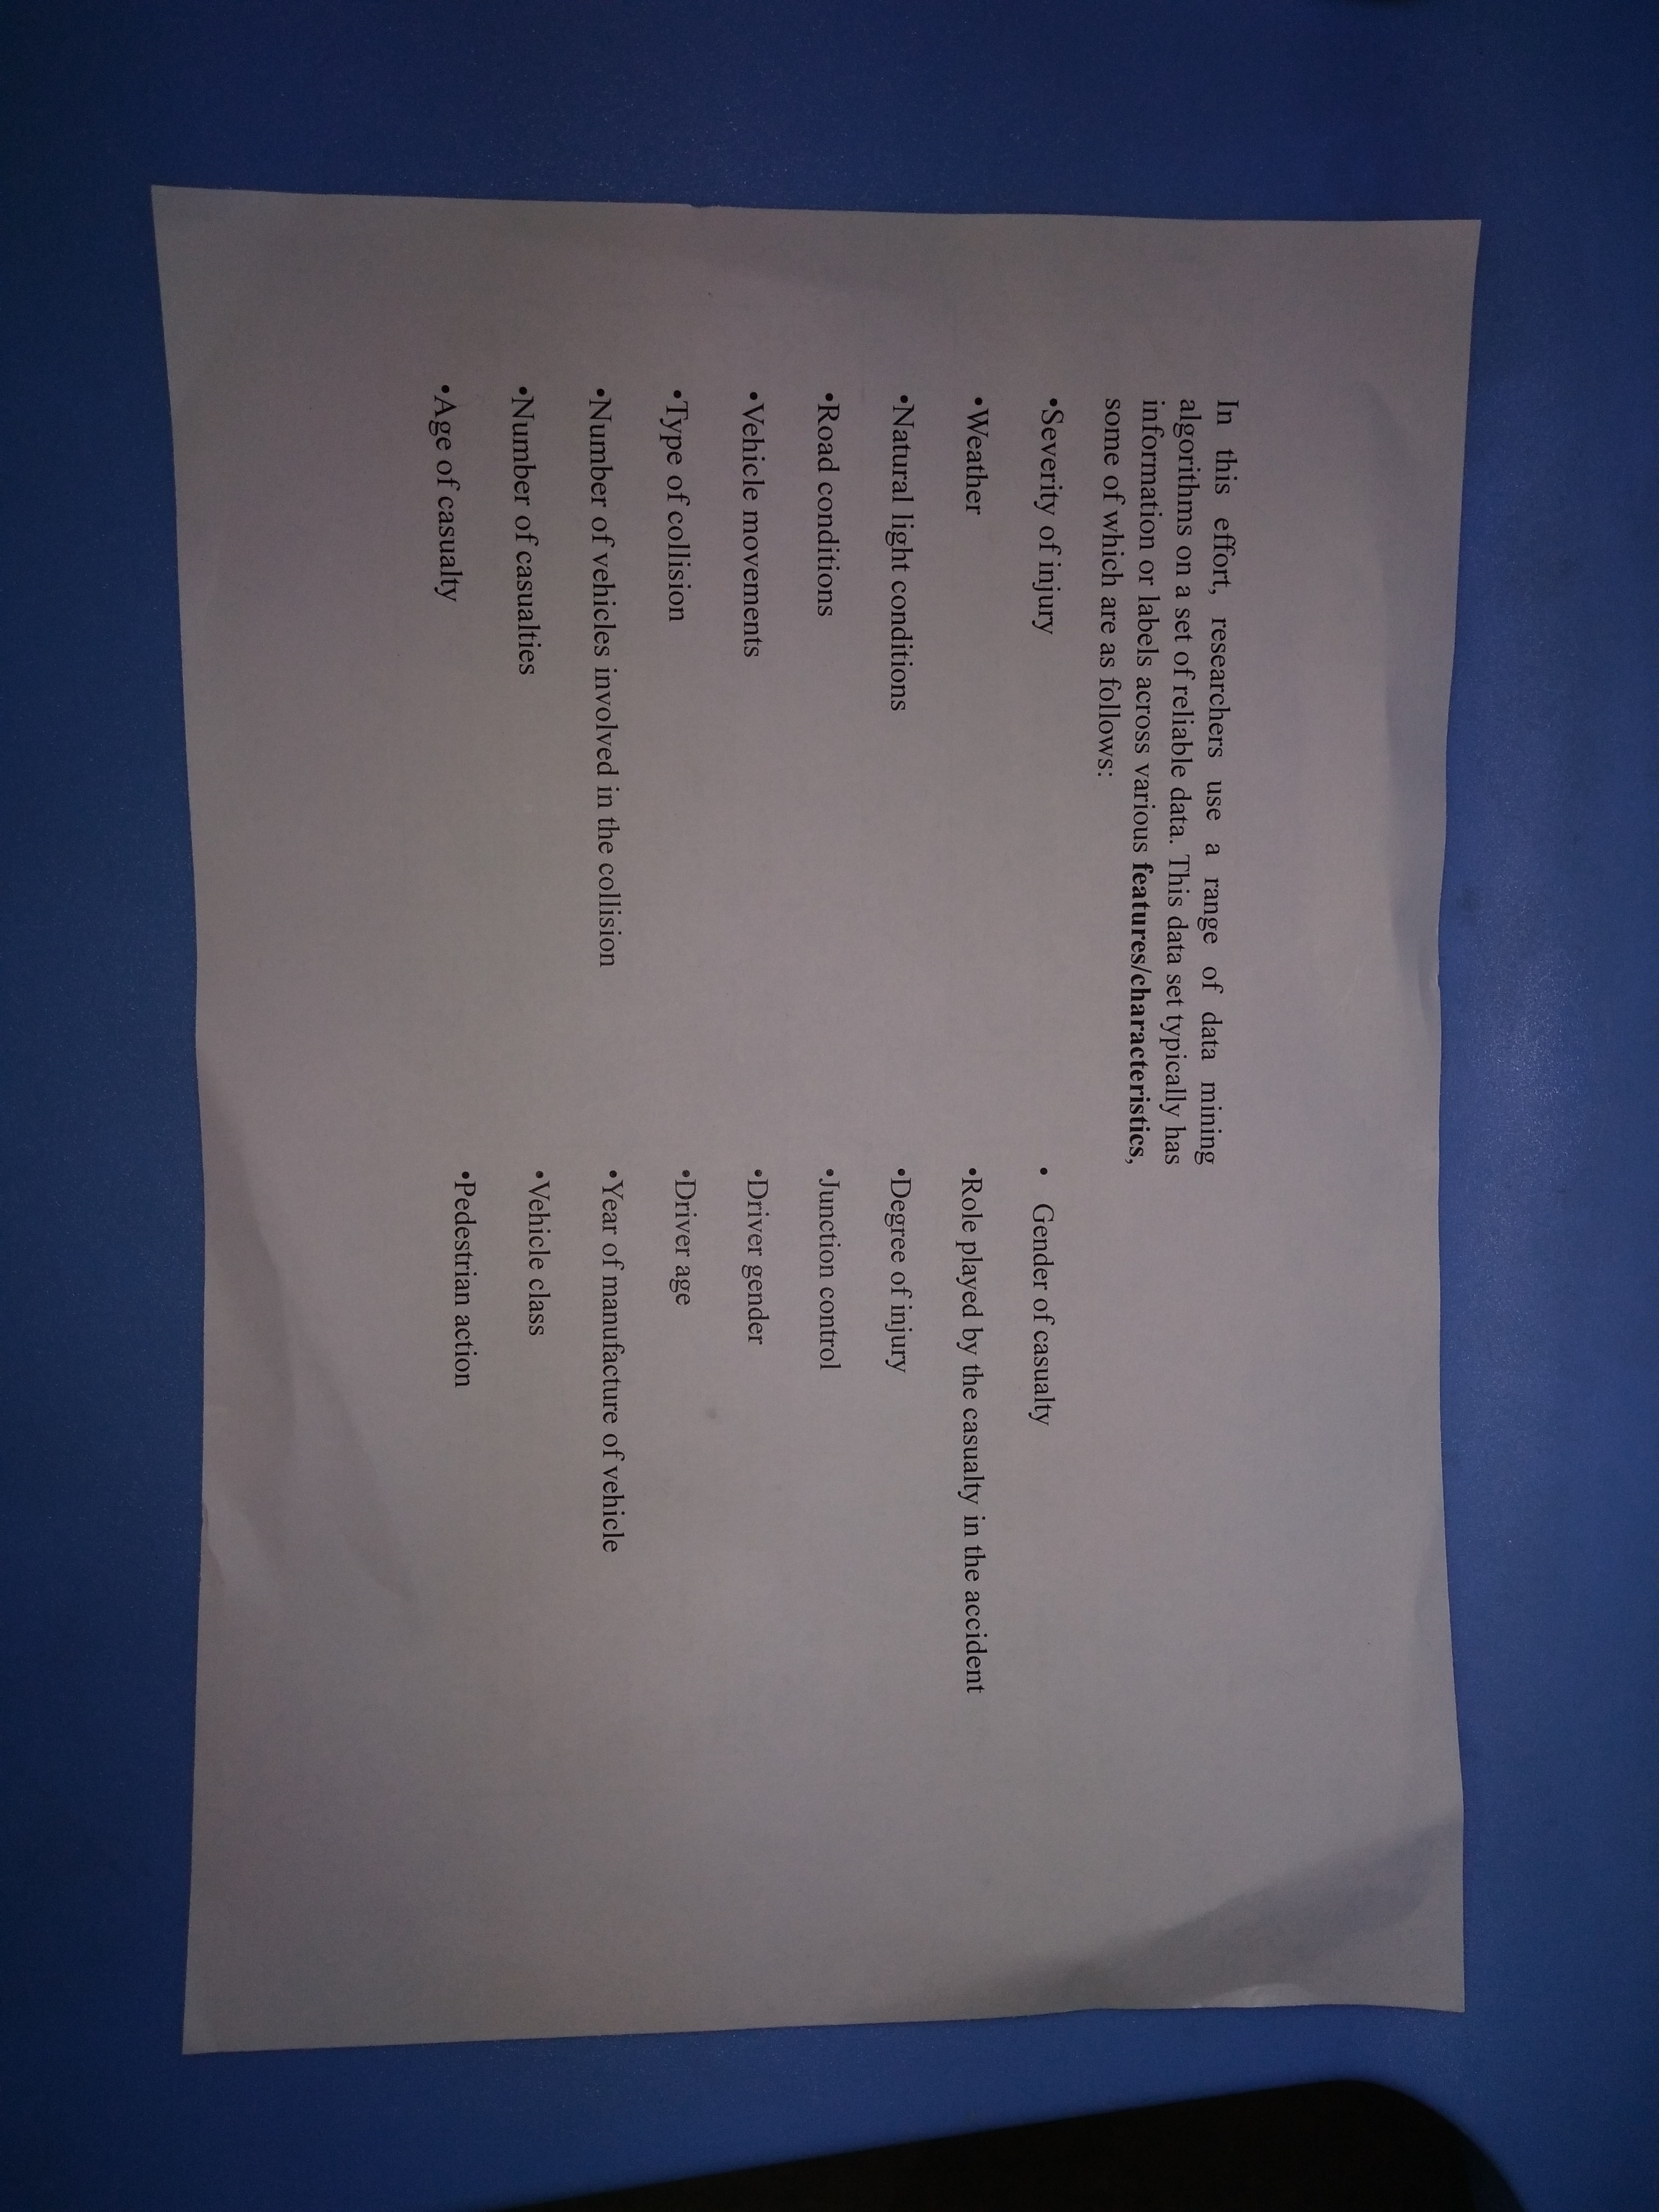 In this effort, researchers use a range of data mining
algorithms on a set of reliable data. This data set typically has
information or labels across various features/characteristics,
some of which are as follows:
•Severity of injury
•Weather
•Natural light conditions
•Road conditions
•Vehicle movements
•Type of collision
•Number of vehicles involved in the collision
•Number of casualties
•Age of casualty
• Gender of casualty
•Role played by the casualty in the accident
•Degree of injury
•Junction control
•Driver gender
•Driver age
•Year of manufacture of vehicle
•Vehicle class
•Pedestrian action